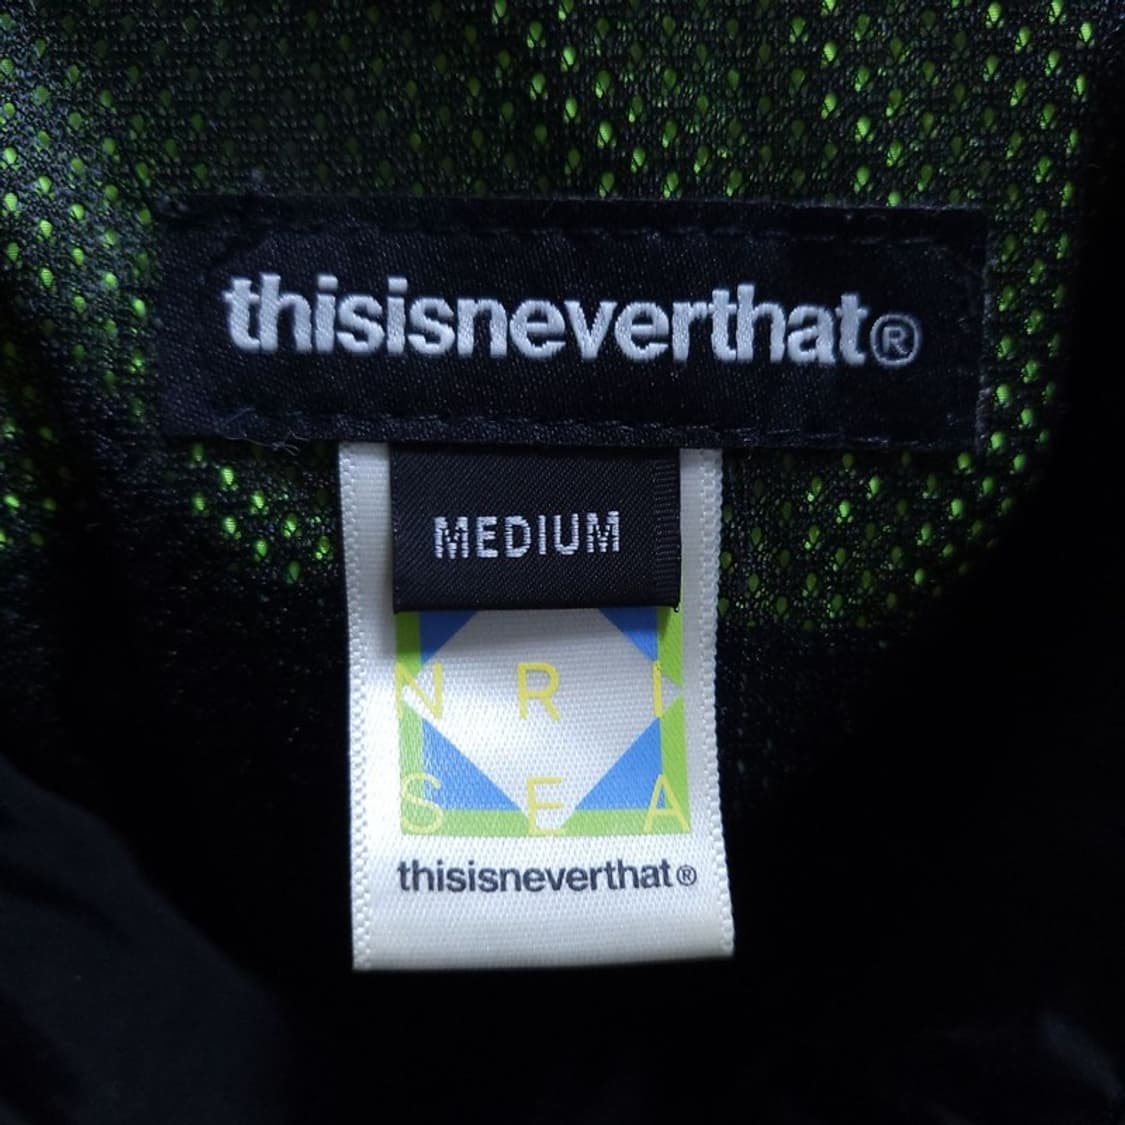 thisisneverthat®
MEDIUM
N R I
S E A
thisisneverthat®